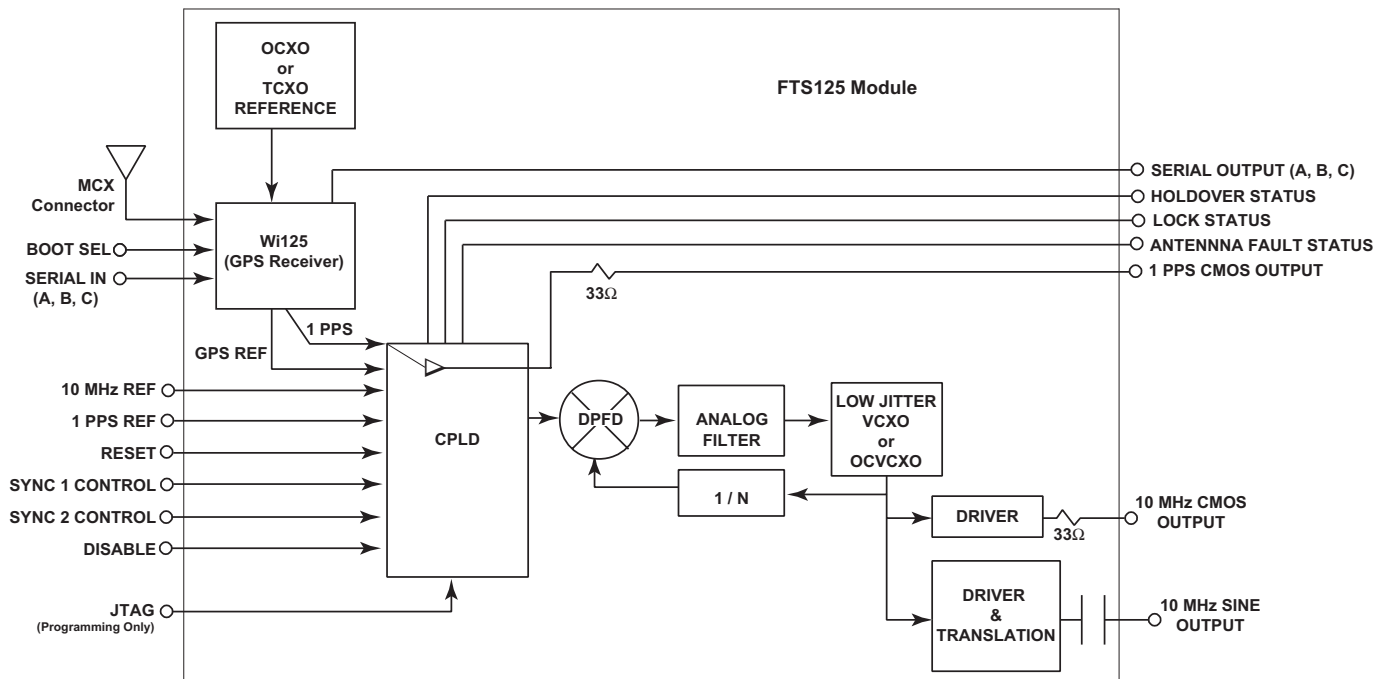 OCXO
or
TCXO
REFERENCE
FTS125 Module
MCX
Connector
BOOT SEL
SERIAL IN
(A, B, C)
Wi125
(GPS Receiver)
SERIAL OUTPUT (A, B, C)
HOLDOVER STATUS
LOCK STATUS
ANTENNNA FAULT STATUS
1 PPS CMOS OUTPUT
33Ω
1 PPS
GPS REF
10 MHz REF
1 PPS REF
RESET
SYNC 1 CONTROL
SYNC 2 CONTROL
DISABLE
JTAG
(Programming Only)
CPLD
DPFD
ANALOG
FILTER
LOW JITTER
VCXO
or
OCVCXO
1 / N
DRIVER
33Ω
10 MHz CMOS
OUTPUT
DRIVER
&
TRANSLATION
10 MHz SINE
OUTPUT